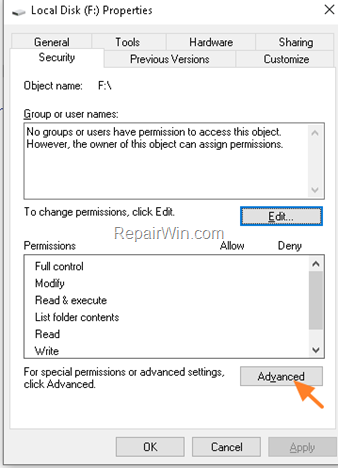 Local Disk (F:) Properties
General Tools Hardware Sharing
Security Previous Versions Customize
Object name: F:\
Group or user names:
No groups or users have permission to access this object.
However, the owner of this object can assign permissions.
To change permissions, click Edit.
Edit...
RepairWin.com
Permissions Allow Deny
Full control
Modify
Read & execute
List folder contents
Read
Write
For special permissions or advanced settings,
click Advanced.
Advanced
OK Cancel Apply